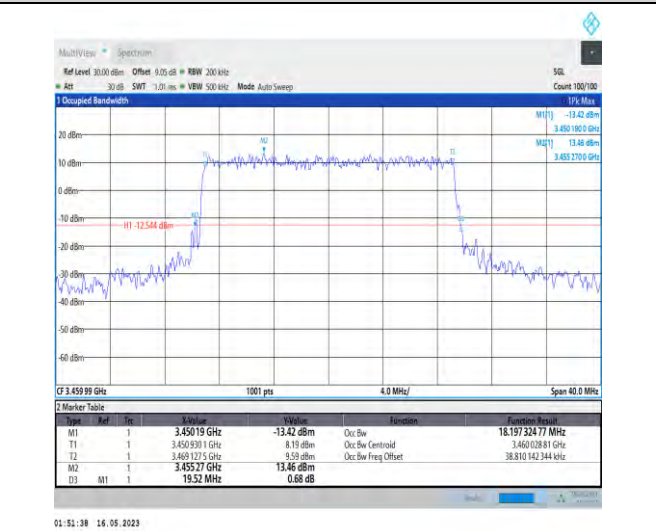 MultiView Spectrum
Ref Level 30.00 dBm Offset 9.05 dB RBW 200 kHz SGL
Att 30 dB SWT 1.01 ms VBW 500 kHz Mode Auto Sweep Count 100/100
1 Occupied Bandwidth 1Pk Max
M1[1] -13.42 dBm
3.450 190 0 GHz
M2[1] 13.46 dBm
3.455 270 0 GHz
20 dBm
M2
T1
T2
10 dBm
0 dBm
-10 dBm
M1
D3
H1 -12.544 dBm
-20 dBm
-30 dBm
-40 dBm
-50 dBm
-60 dBm
CF 3.459 99 GHz 1001 pts 4.0 MHz/ Span 40.0 MHz
2 Marker Table
Type Ref Trc X-Value Y-Value Function Function Result
M1 1 3.45019 GHz -13.42 dBm Occ Bw 18.197 324 77 MHz
T1 1 3.450 930 1 GHz 8.19 dBm Occ Bw Centroid 3.460 028 81 GHz
T2 1 3.469 127 5 GHz 9.59 dBm Occ Bw Freq Offset 38.810 142 344 kHz
M2 1 3.45527 GHz 13.46 dBm
D3 M1 1 19.52 MHz 0.68 dB
01:51:38 16.05.2023